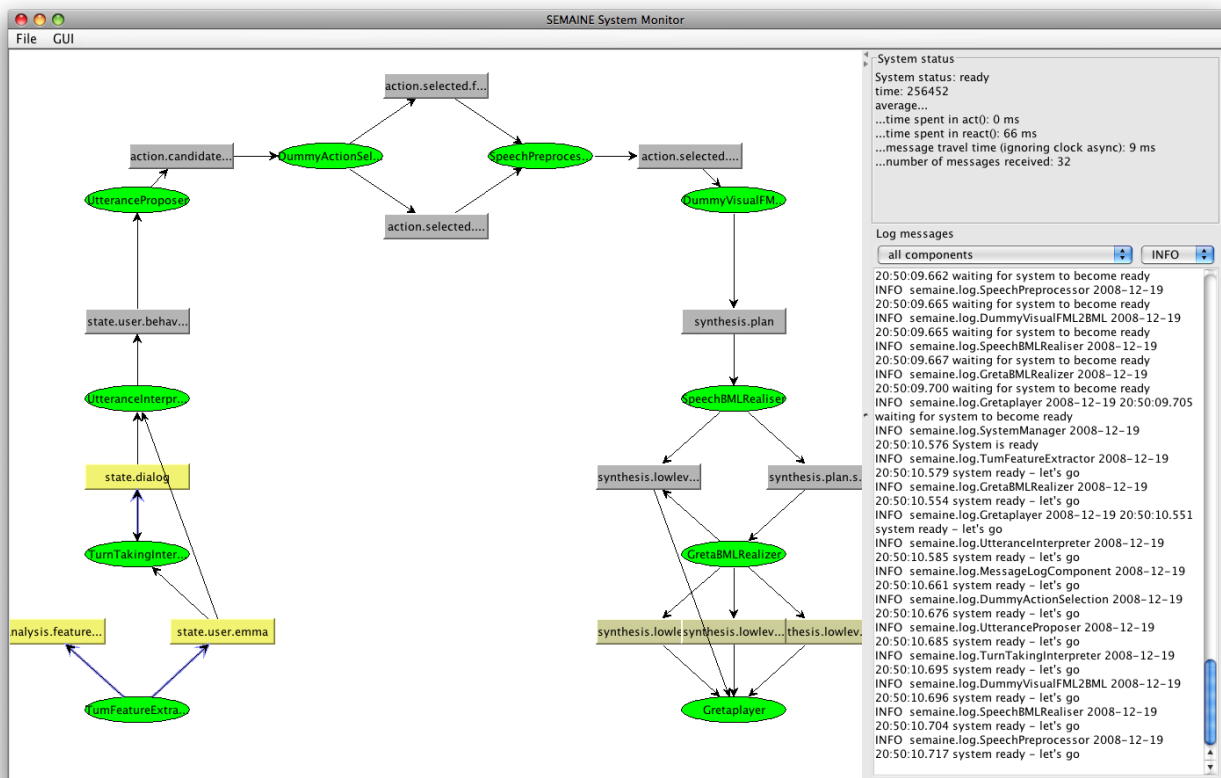 SEMAINE System Monitor
File GUI
action.selected.f...
action.candidate...
DummyActionSel...
SpeechPreproces...
action.selected....
UtteranceProposer
DummyVisualFM...
action.selected....
state.user.behav...
synthesis.plan
UtteranceInterpr...
SpeechBMLRealiser
state.dialog
synthesis.lowlev...
synthesis.plan.s...
TurnTakingInter...
GretaBMLRealizer
nalysis.feature...
state.user.emma
synthesis.lowle
synthesis.lowlev...
thesis.lowlev...
TumFeatureExtra...
Gretaplayer
System status
System status: ready
time: 256452
average...
...time spent in act(): 0 ms
...time spent in react(): 66 ms
...message travel time (ignoring clock async): 9 ms
...number of messages received: 32
Log messages
all components INFO
20:50:09.662 waiting for system to become ready
INFO semaine.log.SpeechPreprocessor 2008-12-19
20:50:09.665 waiting for system to become ready
INFO semaine.log.DummyVisualFML2BML 2008-12-19
20:50:09.665 waiting for system to become ready
INFO semaine.log.SpeechBMLRealiser 2008-12-19
20:50:09.667 waiting for system to become ready
INFO semaine.log.GretaBMLRealizer 2008-12-19
20:50:09.700 waiting for system to become ready
INFO semaine.log.Gretaplayer 2008-12-19 20:50:09.705
waiting for system to become ready
INFO semaine.log.SystemManager 2008-12-19
20:50:10.576 System is ready
INFO semaine.log.TumFeatureExtractor 2008-12-19
20:50:10.579 system ready - let's go
INFO semaine.log.GretaBMLRealizer 2008-12-19
20:50:10.554 system ready - let's go
INFO semaine.log.Gretaplayer 2008-12-19 20:50:10.551
system ready - let's go
INFO semaine.log.UtteranceInterpreter 2008-12-19
20:50:10.585 system ready - let's go
INFO semaine.log.MessageLogComponent 2008-12-19
20:50:10.661 system ready - let's go
INFO semaine.log.DummyActionSelection 2008-12-19
20:50:10.676 system ready - let's go
INFO semaine.log.UtteranceProposer 2008-12-19
20:50:10.685 system ready - let's go
INFO semaine.log.TurnTakingInterpreter 2008-12-19
20:50:10.695 system ready - let's go
INFO semaine.log.DummyVisualFML2BML 2008-12-19
20:50:10.696 system ready - let's go
INFO semaine.log.SpeechBMLRealiser 2008-12-19
20:50:10.704 system ready - let's go
INFO semaine.log.SpeechPreprocessor 2008-12-19
20:50:10.717 system ready - let's go